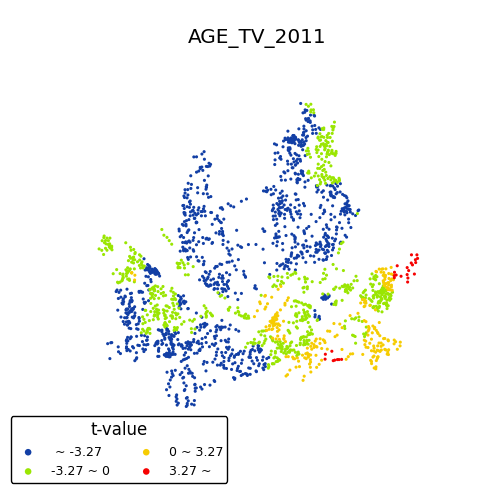 AGE_TV_2011
t-value
~ -3.27
0 ~ 3.27
-3.27 ~ 0
3.27 ~